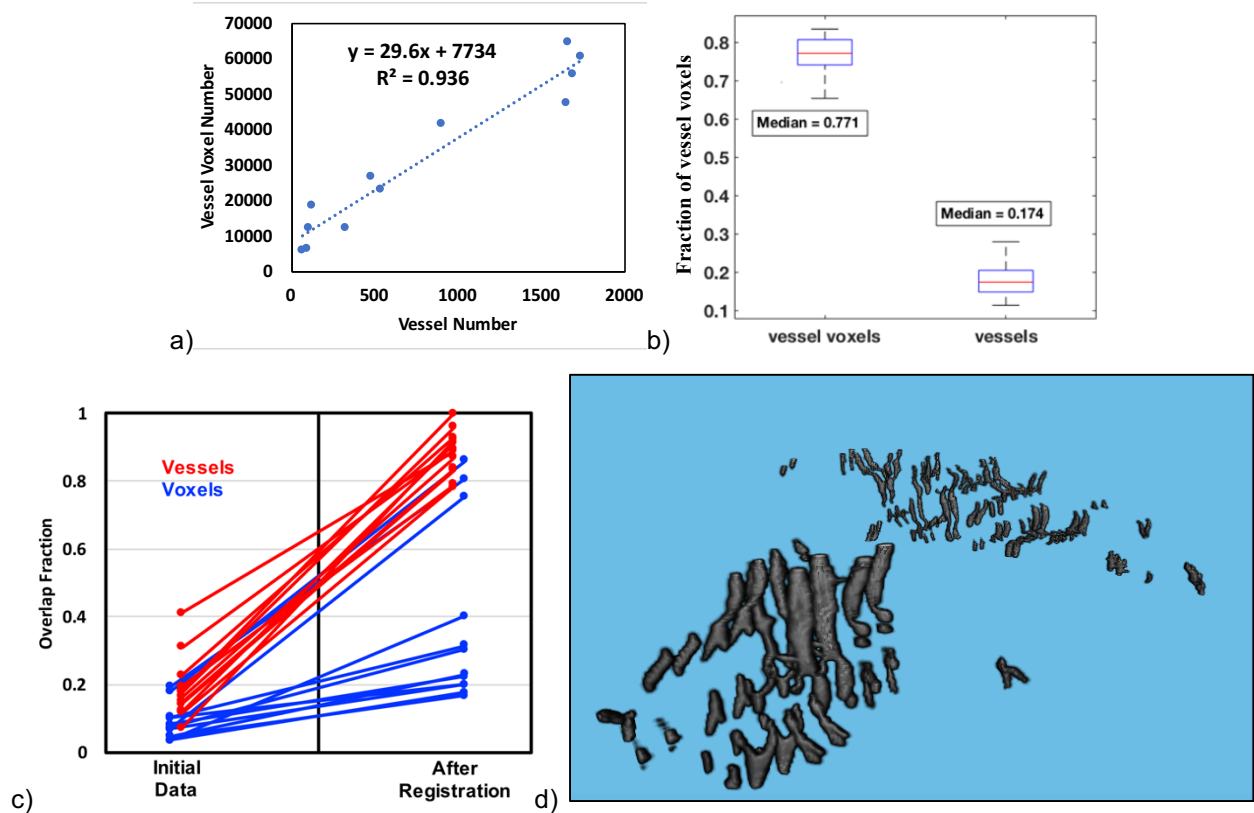 70000
60000
50000
40000
30000
20000
10000
0
y = 29.6x + 7734
R² = 0.936
Vessel Voxel Number
0 500 1000 1500 2000
Vessel Number
a)
0.8
0.7
0.6
0.5
0.4
0.3
0.2
0.1
Fraction of vessel voxels
Median = 0.771
Median = 0.174
vessel voxels vessels
b)
1
0.8
0.6
0.4
0.2
0
Overlap Fraction
Vessels
Voxels
Initial
Data
After
Registration
c)
d)